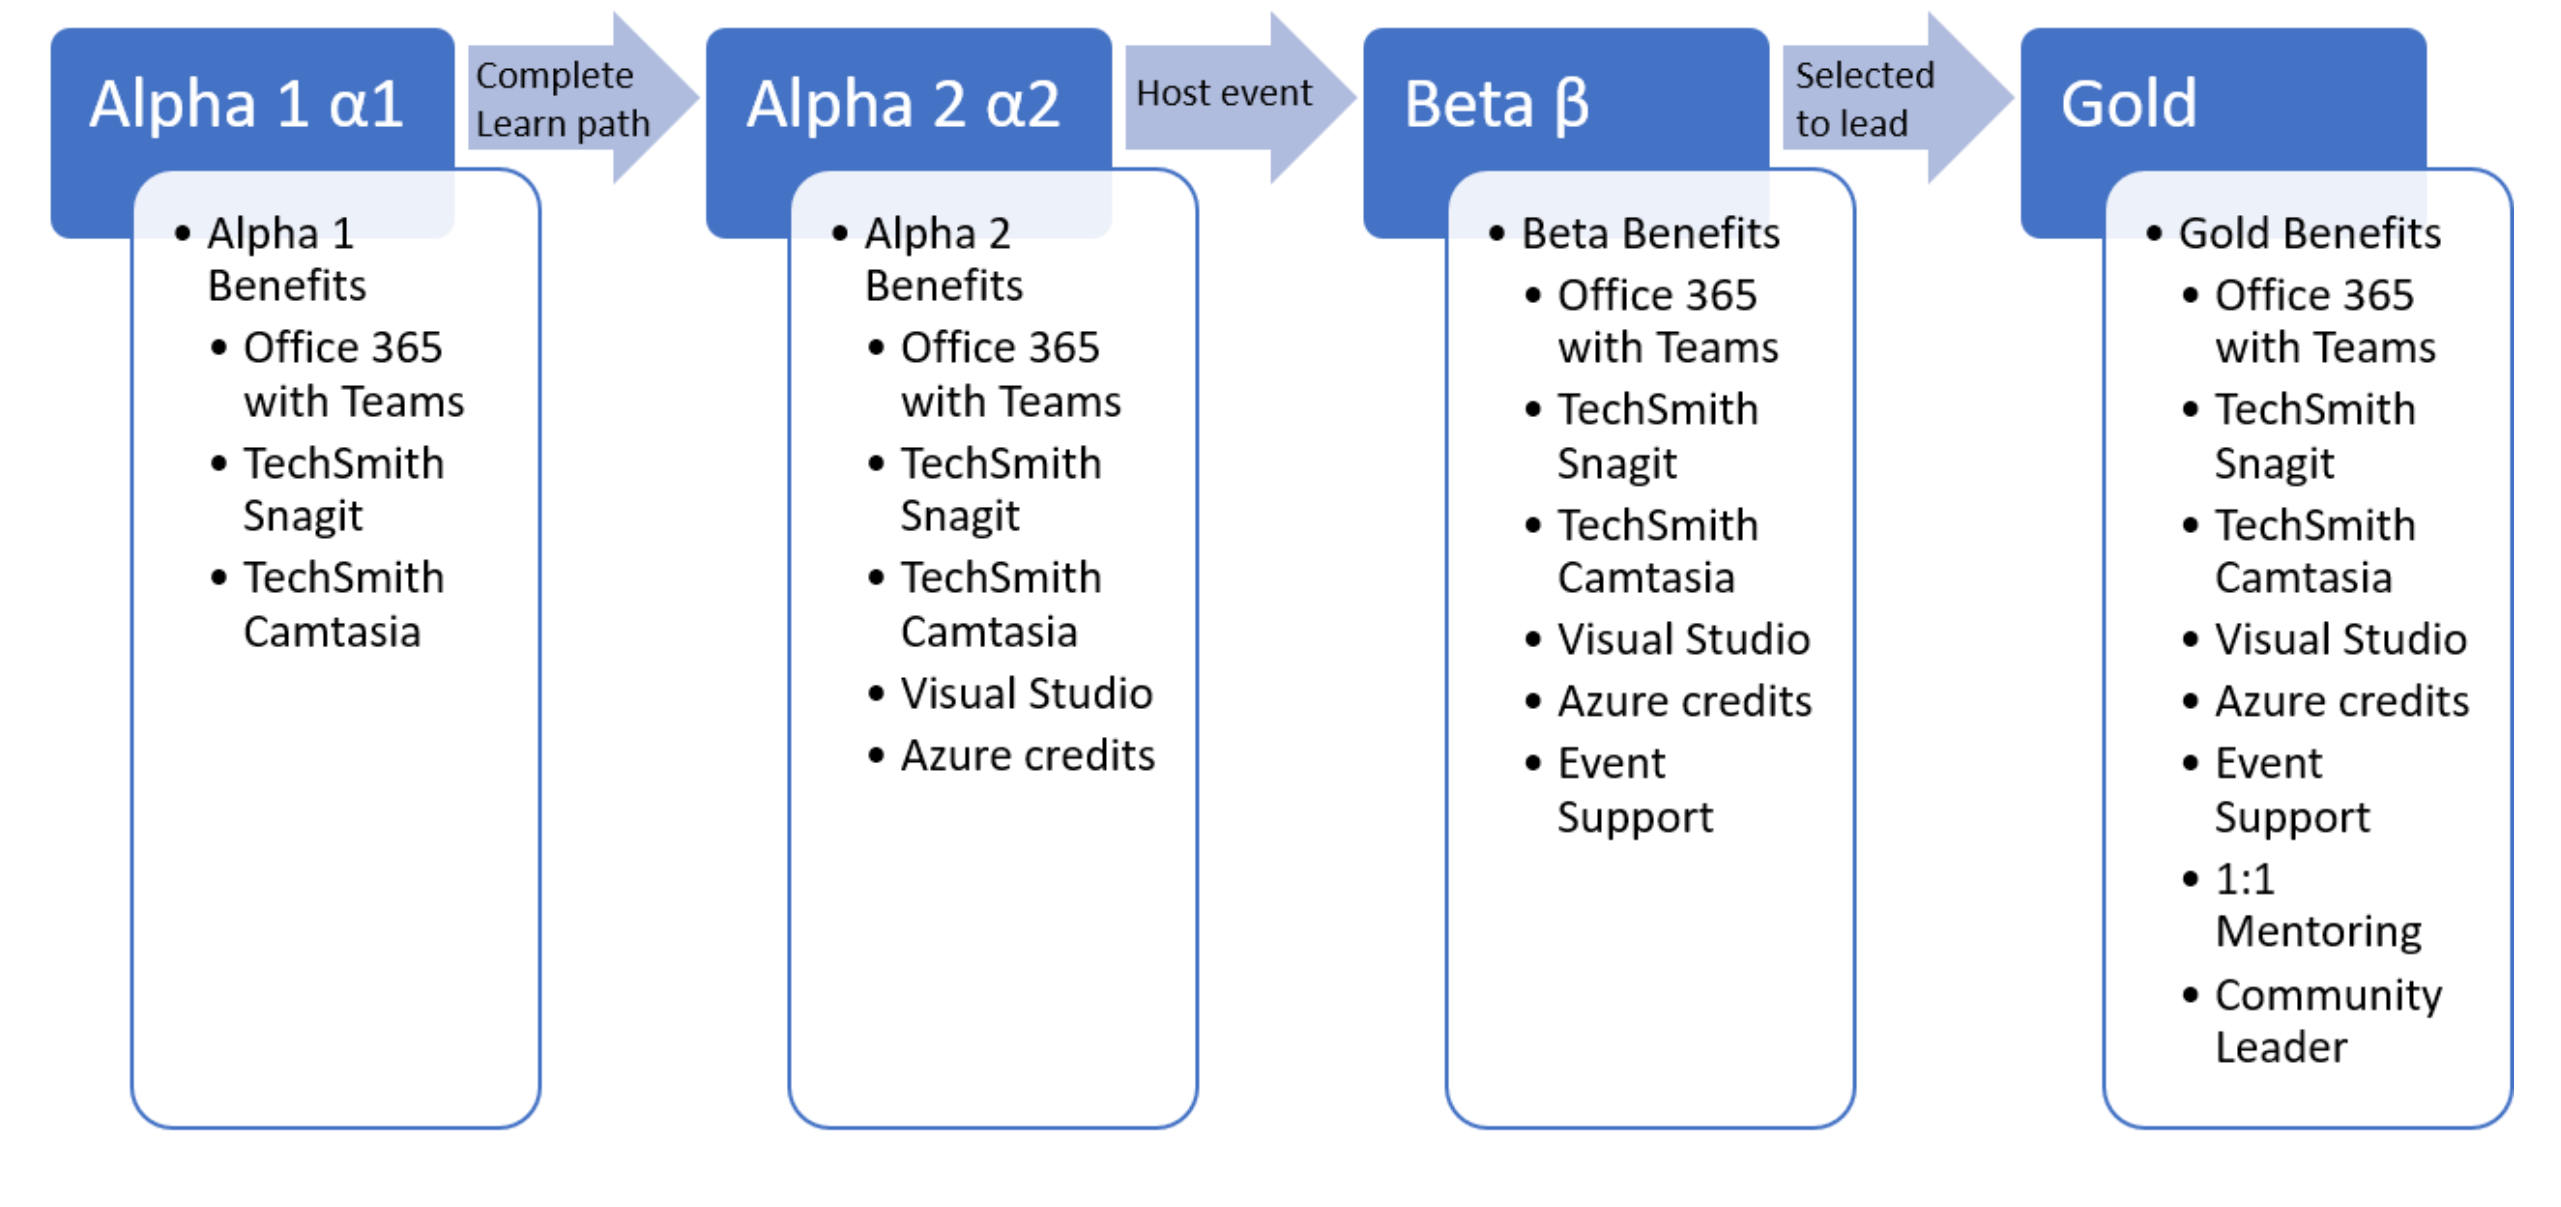 Alpha 1 α1
Complete
Learn path
Alpha 2 α2
Host event
Beta β
Selected
to lead
Gold
• Alpha 1
Benefits
• Office 365
with Teams
• TechSmith
Snagit
• TechSmith
Camtasia
• Alpha 2
Benefits
• Office 365
with Teams
• TechSmith
Snagit
• TechSmith
Camtasia
• Visual Studio
• Azure credits
• Beta Benefits
• Office 365
with Teams
• TechSmith
Snagit
• TechSmith
Camtasia
• Visual Studio
• Azure credits
• Event
Support
• Gold Benefits
• Office 365
with Teams
• TechSmith
Snagit
• TechSmith
Camtasia
• Visual Studio
• Azure credits
• Event
Support
• 1:1
Mentoring
• Community
Leader